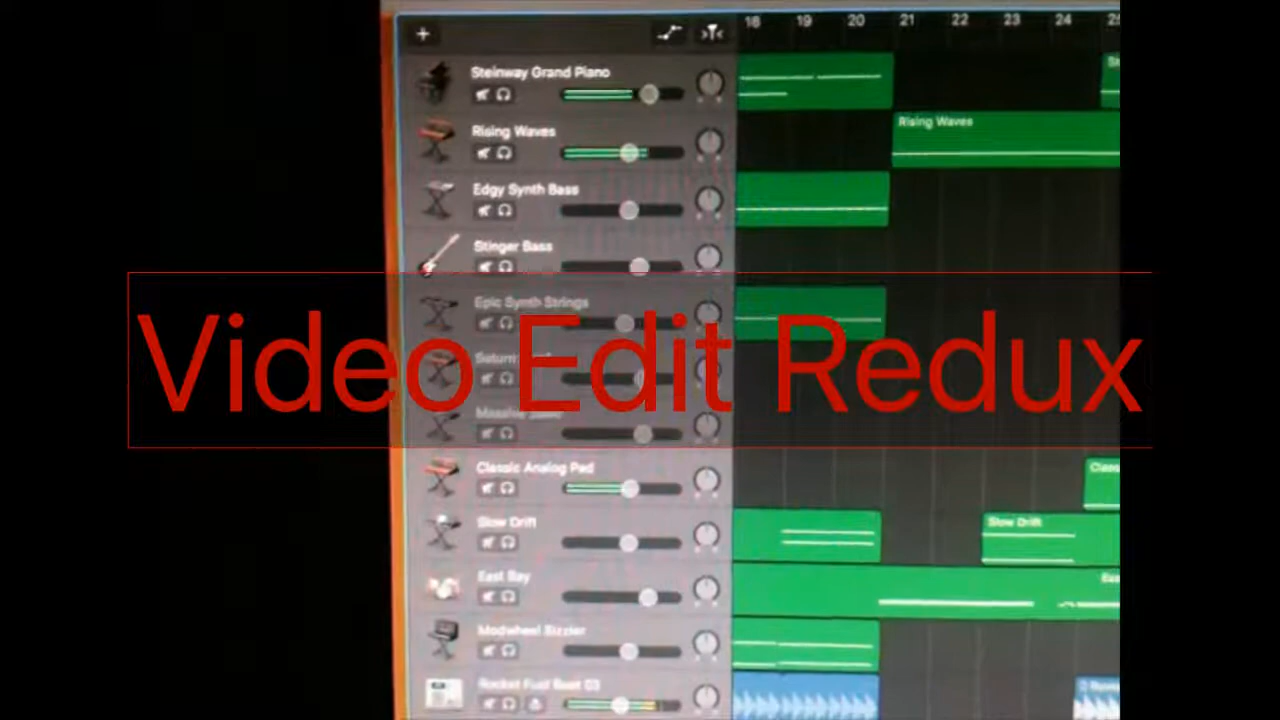 18 19 20 21 22 23 24 25
Steinway Grand Piano
Rising Waves
Rising Waves
Edgy Synth Bass
Stinger Bass
Epic Synth Strings
Video Edit Redux
Classic Analog Pad
Slow Drift
Slow Drift
East Bay
Modwheel Sizzler
Rocket Fuel Beat 03